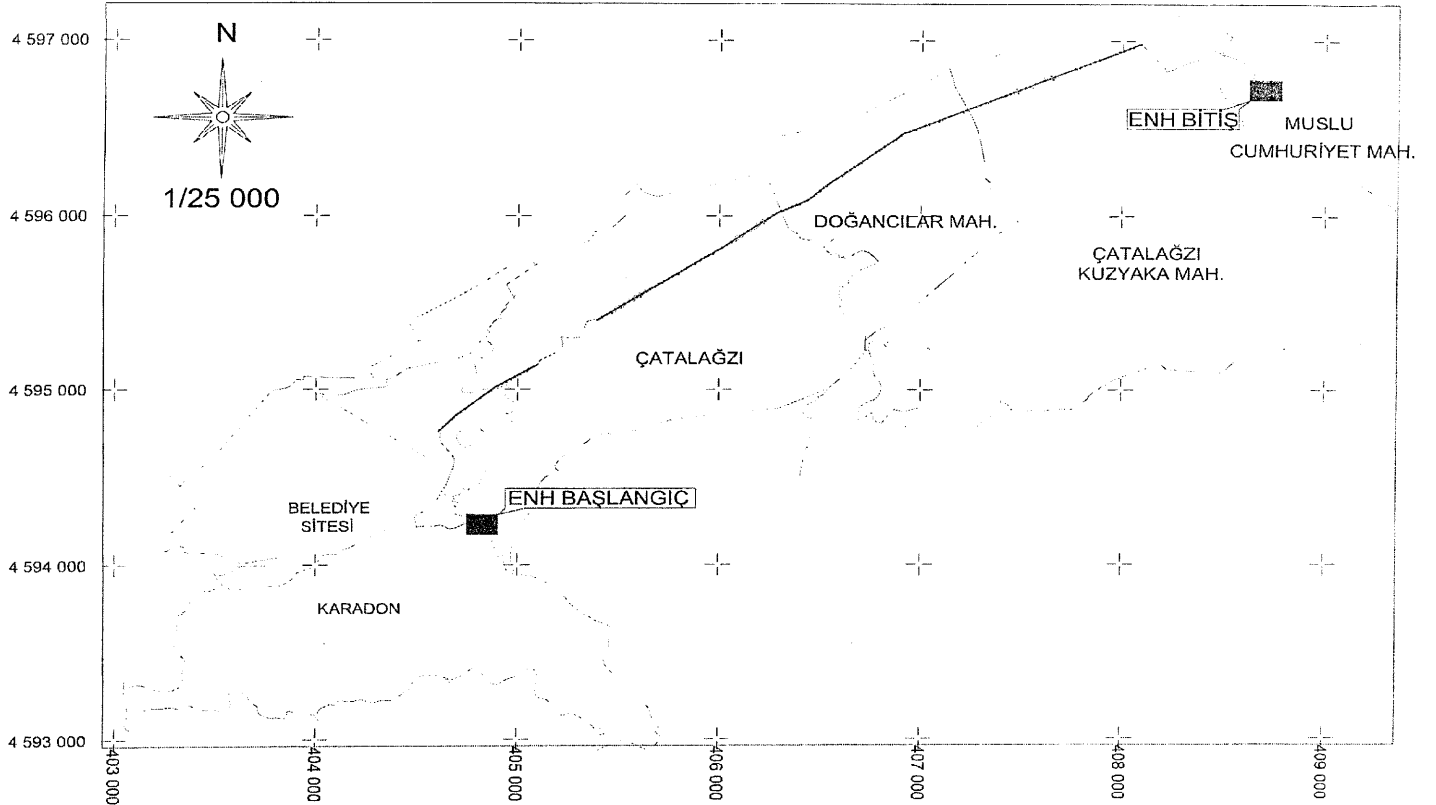 4 597 000
N
1/25 000
ENH BİTİŞ
MUSLU
CUMHURİYET MAH.
4 596 000
DOĞANCILAR MAH.
ÇATALAĞZI
KUZYAKA MAH.
ÇATALAĞZI
4 595 000
ENH BAŞLANGIÇ
BELEDİYE
SİTESİ
4 594 000
KARADON
4 593 000
403 000
404 000
405 000
406 000
407 000
408 000
409 000